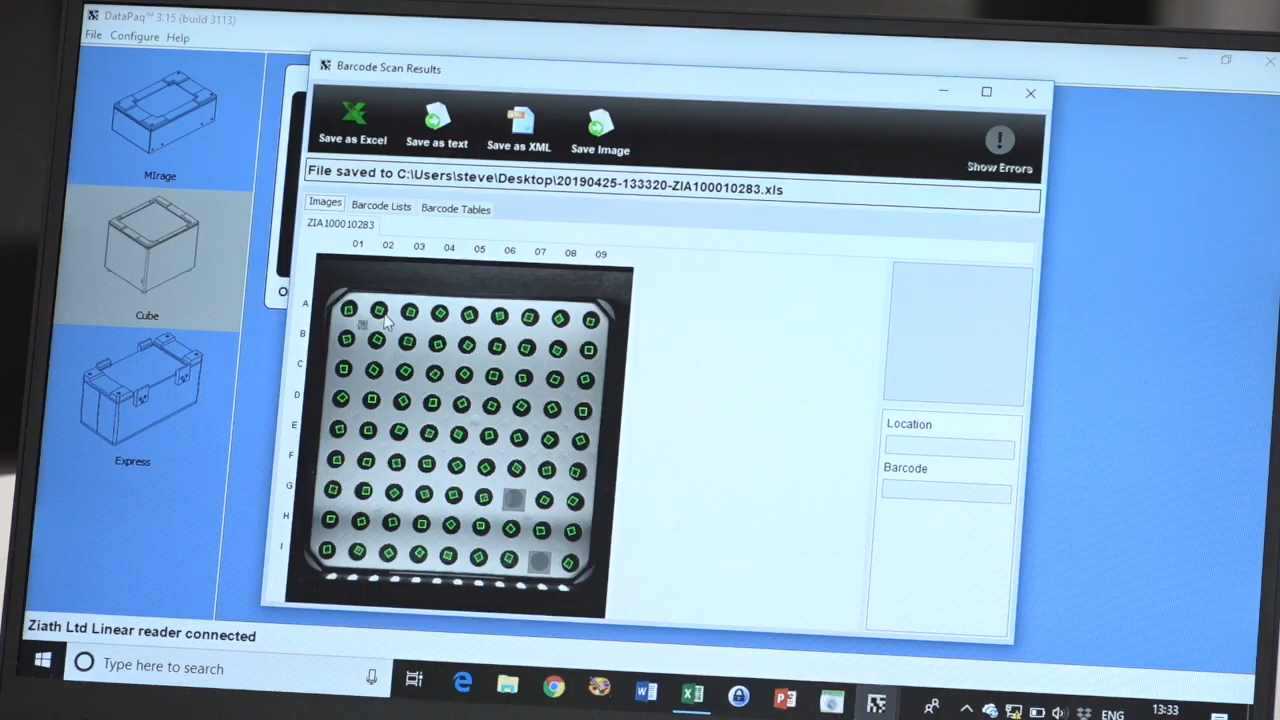 DataPaq™ 3.15 (build 3113)
File Configure Help
MIrage
Cube
Express
Barcode Scan Results
Save as Excel
Save as text
Save as XML
Save Image
Show Errors
File saved to C:\Users\steve\Desktop\20190425-133320-ZIA100010283.xls
Images Barcode Lists Barcode Tables
ZIA100010283
01 02 03 04 05 06 07 08 09
A
B
C
D
E
F
G
H
I
Location
Barcode
Ziath Ltd Linear reader connected
Type here to search
ENG
13:33